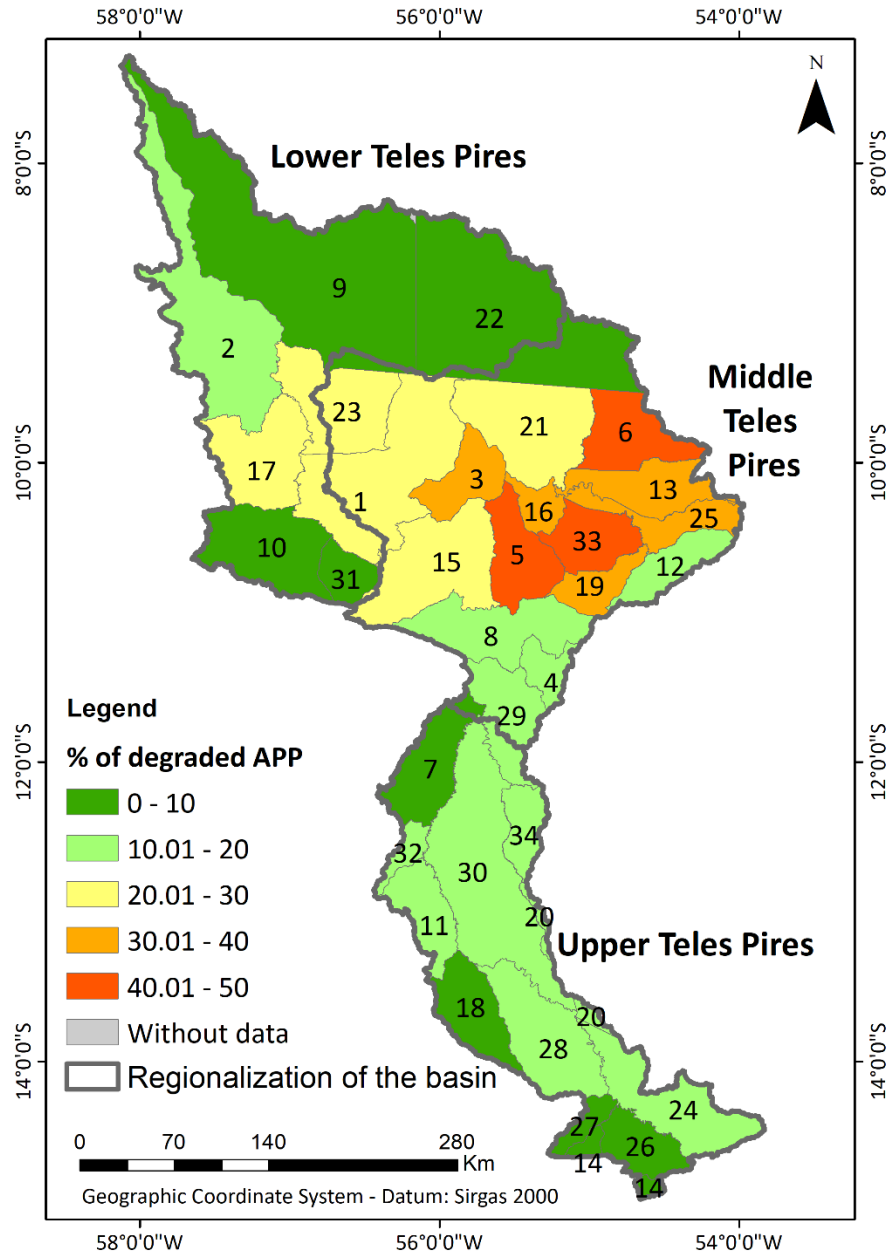 58°0'0"W 56°0'0"W 54°0'0"W
N
8°0'0"S
8°0'0"S
Lower Teles Pires
9
22
2
Middle
Teles
Pires
23
21
6
10°0'0"S
10°0'0"S
17
3
13
1
16
25
10
5
33
15
12
31
19
8
4
Legend
29
% of degraded APP
12°0'0"S
12°0'0"S
7
0 - 10
10.01 - 20
34
32
20.01 - 30
30
30.01 - 40
11
20
Upper Teles Pires
40.01 - 50
18
20
Without data
28
14°0'0"S
14°0'0"S
Regionalization of the basin
24
27
26
0 70 140 280
Km
14
14
Geographic Coordinate System - Datum: Sirgas 2000
58°0'0"W 56°0'0"W 54°0'0"W